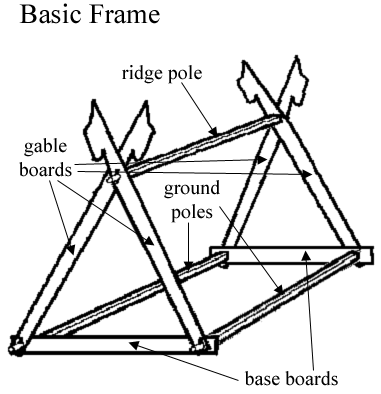 Basic Frame
ridge pole
gable
boards
ground
poles
base boards